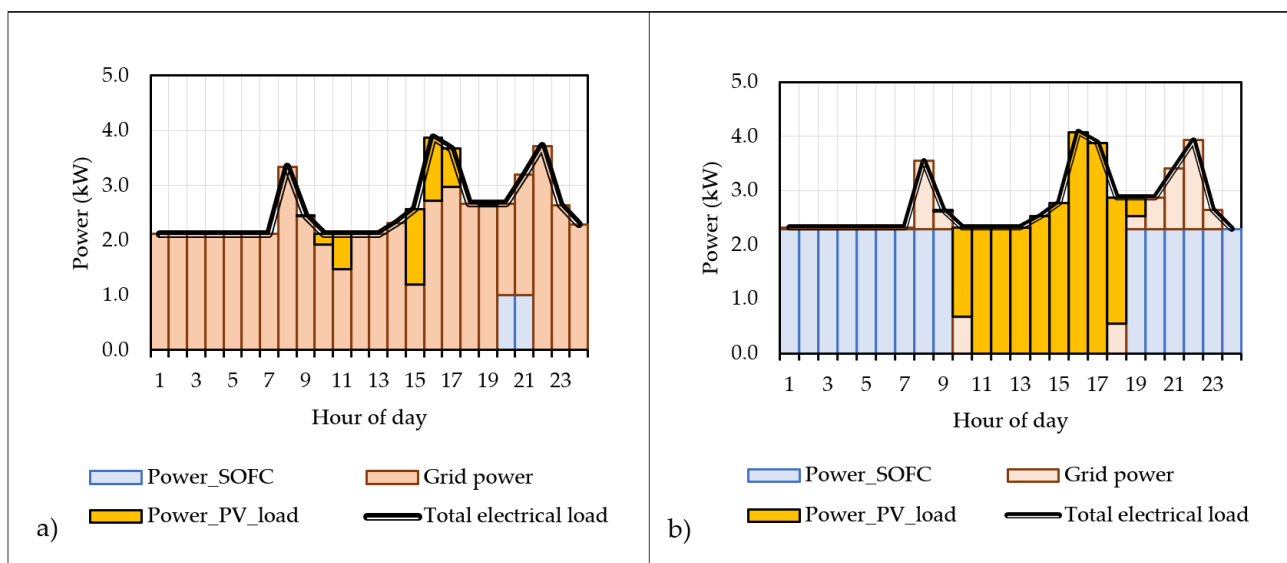 5.0
4.0
3.0
2.0
1.0
0.0
Power (kW)
1 3 5 7 9 11 13 15 17 19 21 23
Hour of day
Power_SOFC
Grid power
Power_PV_load
Total electrical load
a)
5.0
4.0
3.0
2.0
1.0
0.0
Power (kW)
1 3 5 7 9 11 13 15 17 19 21 23
Hour of day
Power_SOFC
Grid power
Power_PV_load
Total electrical load
b)